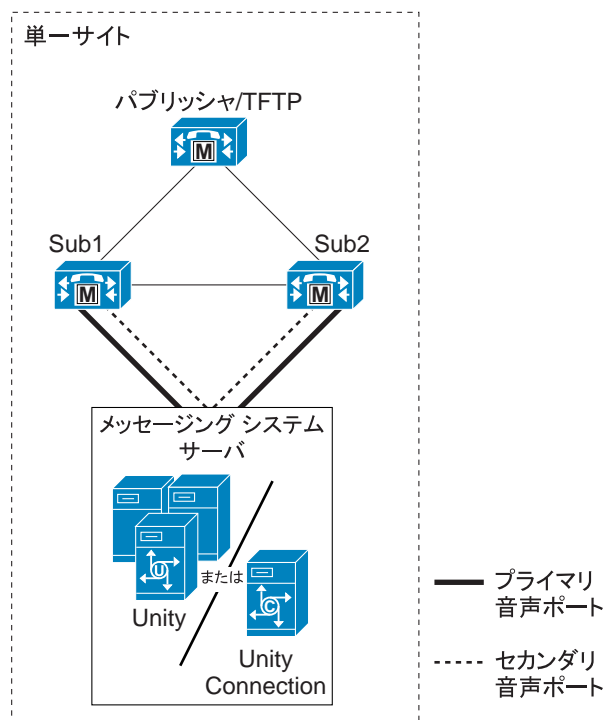 単一サイト
パブリッシャ/TFTP
M
Sub1
Sub2
M
M
メッセージング システム
サーバ
U
または
C
Unity
Unity
Connection
プライマリ
音声ポート
セカンダリ
音声ポート